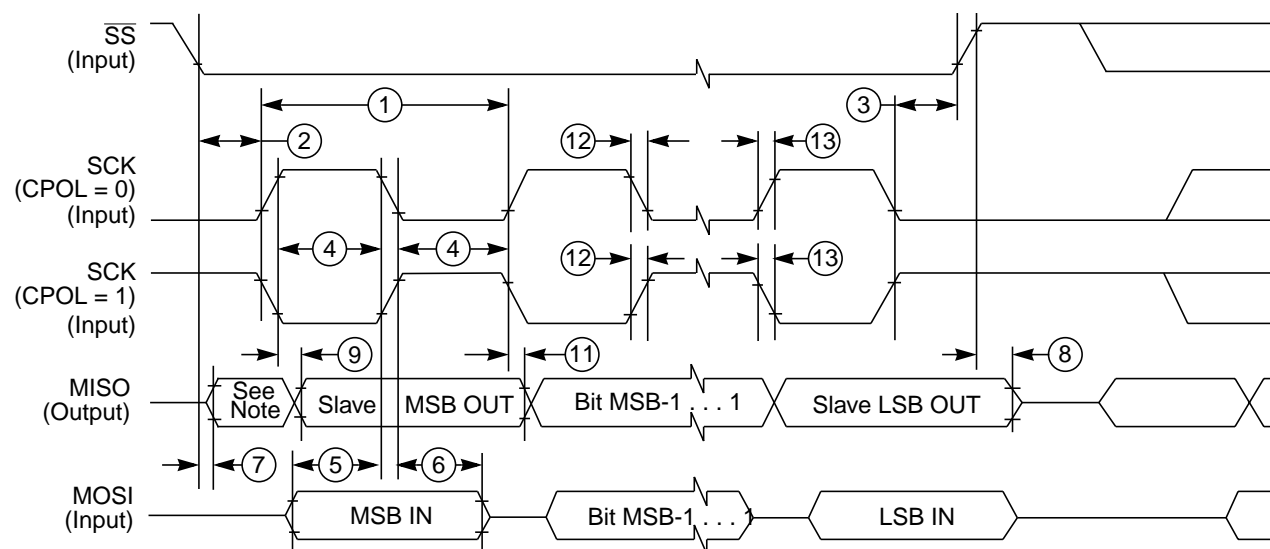 SS
(Input)
1
3
2
12
13
SCK
(CPOL = 0)
(Input)
4
4
12
13
SCK
(CPOL = 1)
(Input)
9
11
8
MISO
(Output)
See
Note
Slave
MSB OUT
Bit MSB-1 . . . 1
Slave LSB OUT
7
5
6
MOSI
(Input)
MSB IN
Bit MSB-1 . . . 1
LSB IN